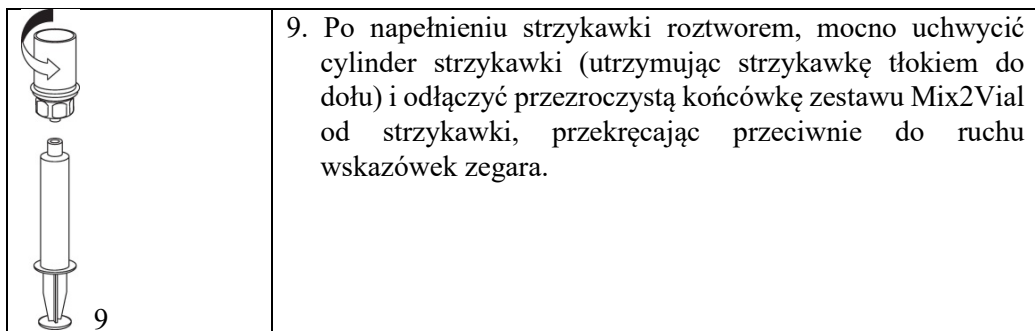 9. Po napełnieniu strzykawki roztworem, mocno uchwycić
cylinder strzykawki (utrzymując strzykawkę tłokiem do
dołu) i odłączyć przezroczystą końcówkę zestawu Mix2Vial
od strzykawki, przekręcając przeciwnie do ruchu
wskazówek zegara.
9